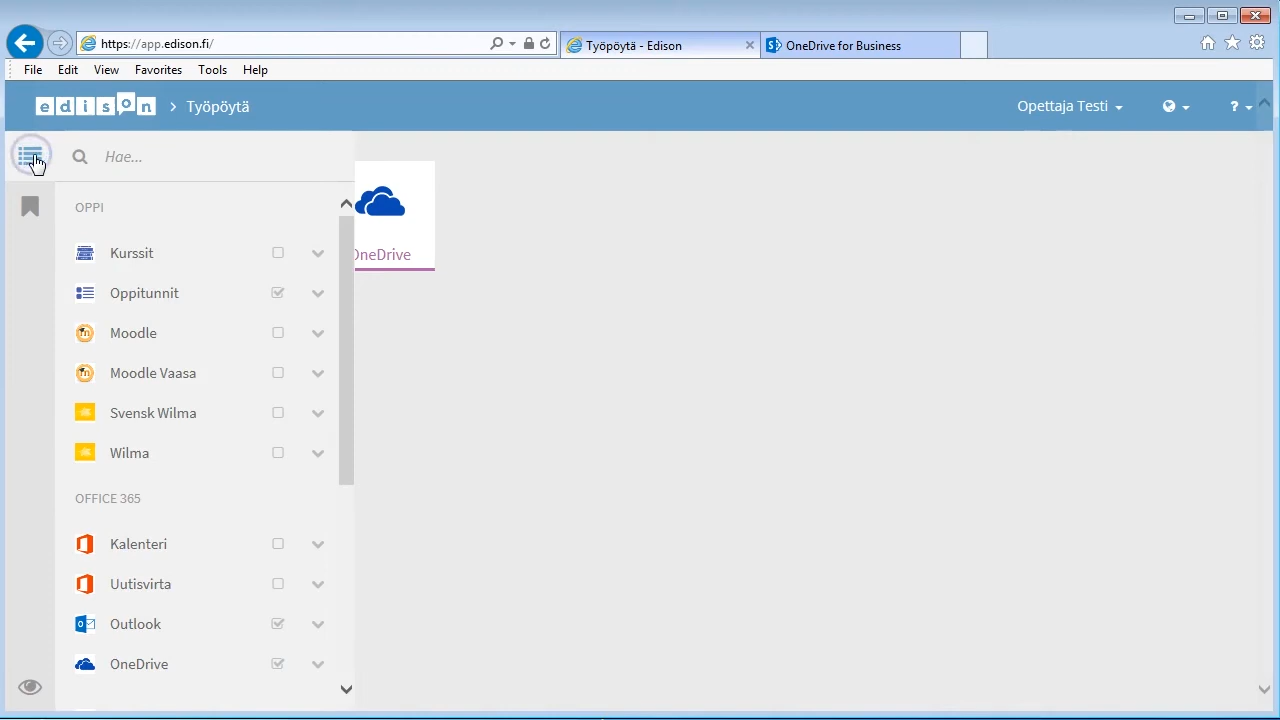 https://app.edison.fi/
Työpöytä - Edison
OneDrive for Business
File Edit View Favorites Tools Help
edison > Työpöytä
Opettaja Testi
?
Hae...
OPPI
Kurssit
Oppitunnit
Moodle
Moodle Vaasa
Svensk Wilma
Wilma
OFFICE 365
Kalenteri
Uutisvirta
Outlook
OneDrive
OneDrive